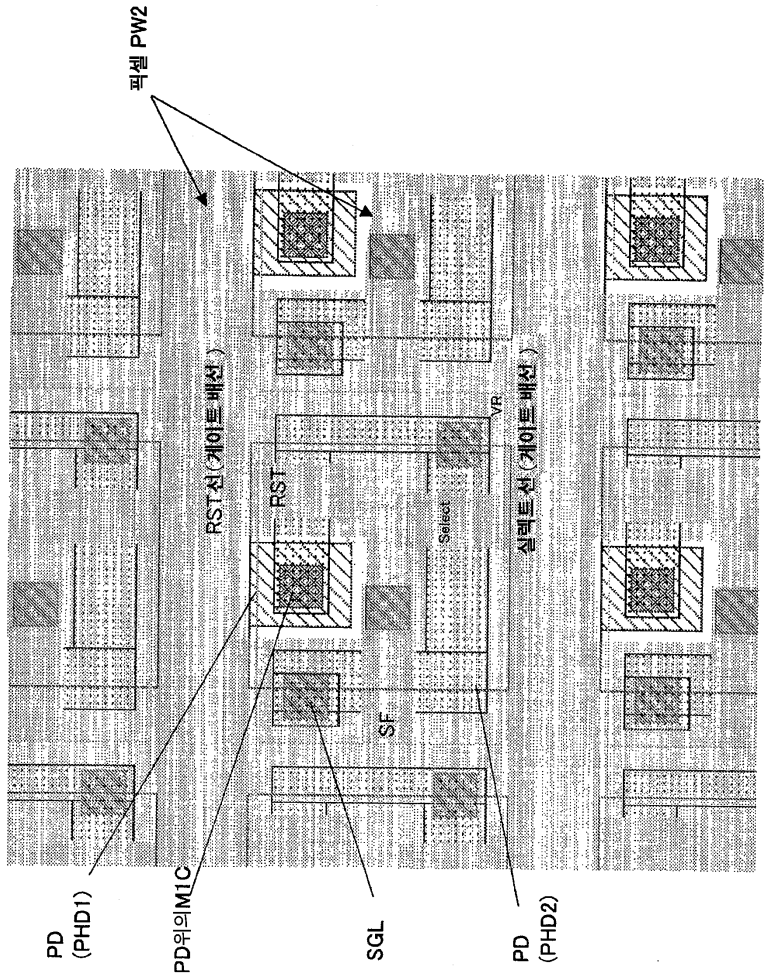 픽셀 PW2
RST선(게이트 배선)
RST
VR
Select
실렉트 선(게이트 배선)
SF
PD
(PHD1)
PD위의M1C
SGL
PD
(PHD2)